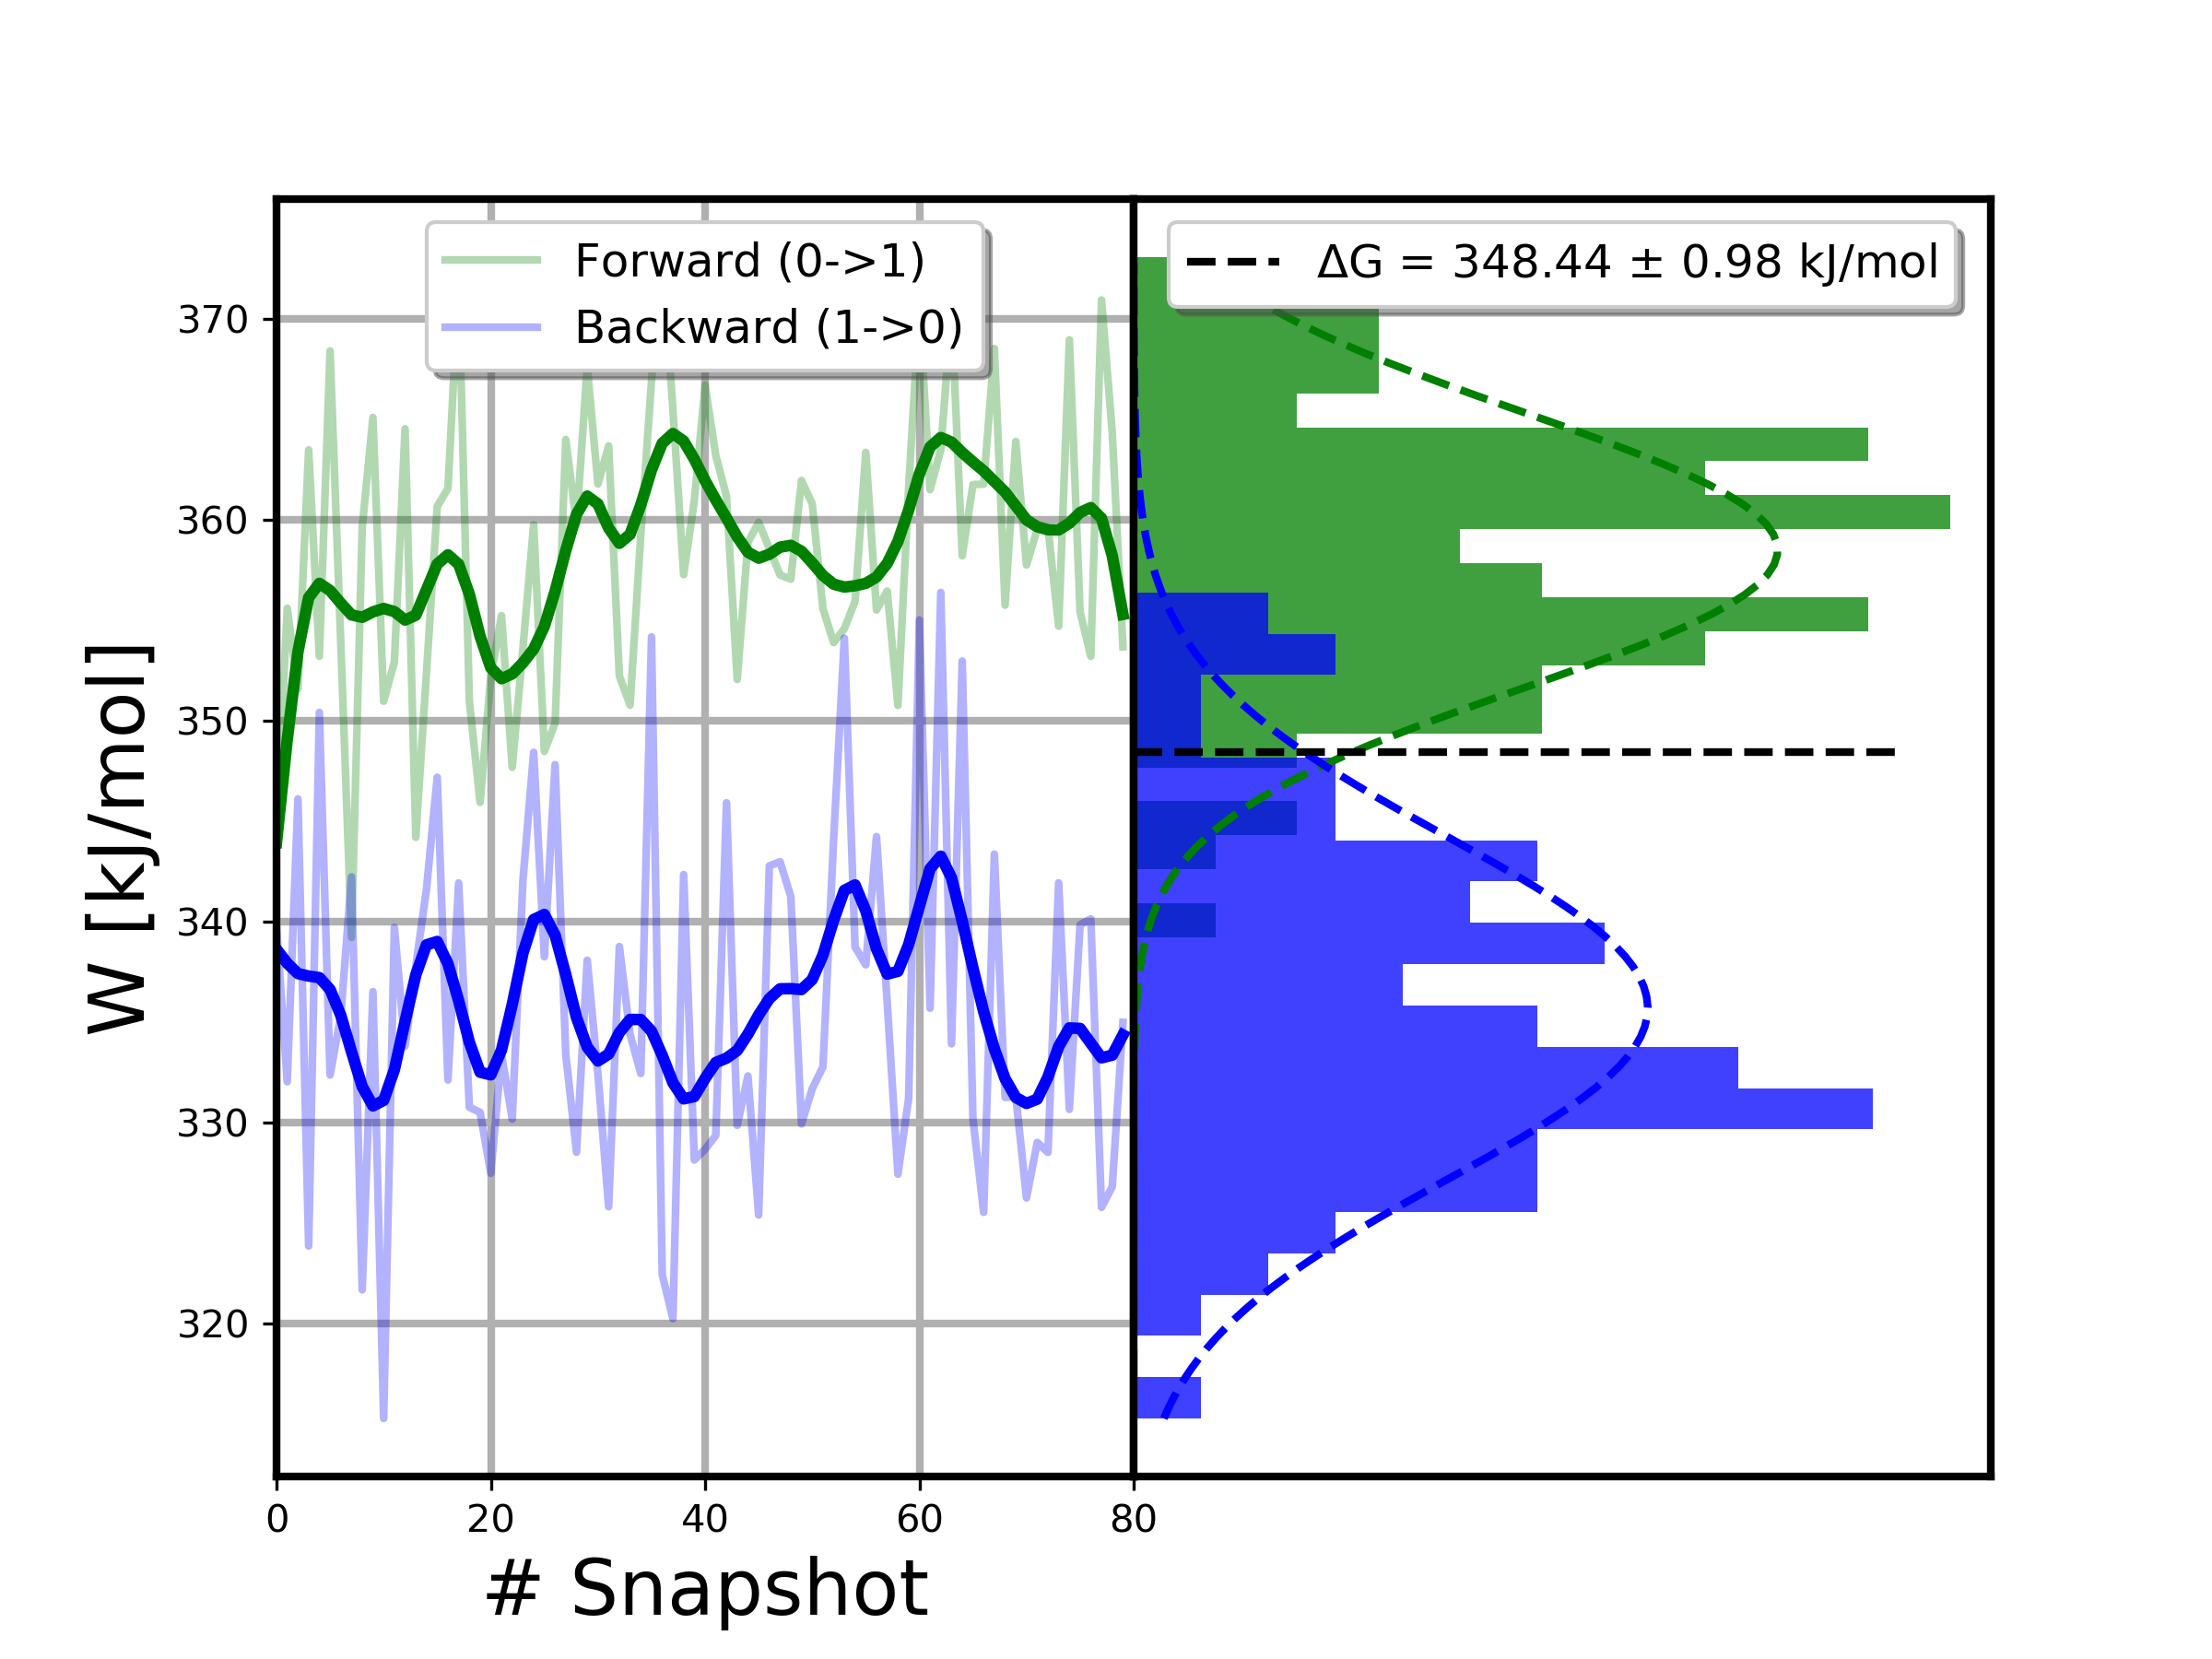 Forward (0->1)
Backward (1->0)
ΔG = 348.44 ± 0.98 kJ/mol
W [kJ/mol]
370
360
350
340
330
320
0 20 40 60 80
# Snapshot